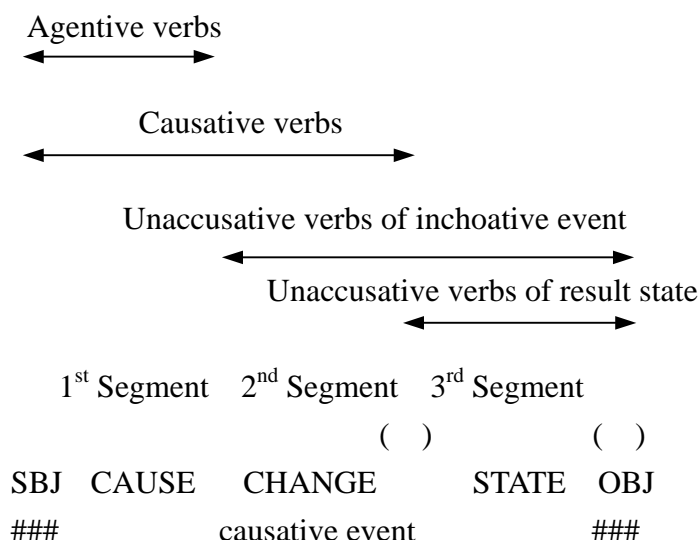 Agentive verbs
Causative verbs
Unaccusative verbs of inchoative event
Unaccusative verbs of result state
1st Segment 2nd Segment 3rd Segment
( ) ( )
SBJ CAUSE CHANGE STATE OBJ
### causative event ###